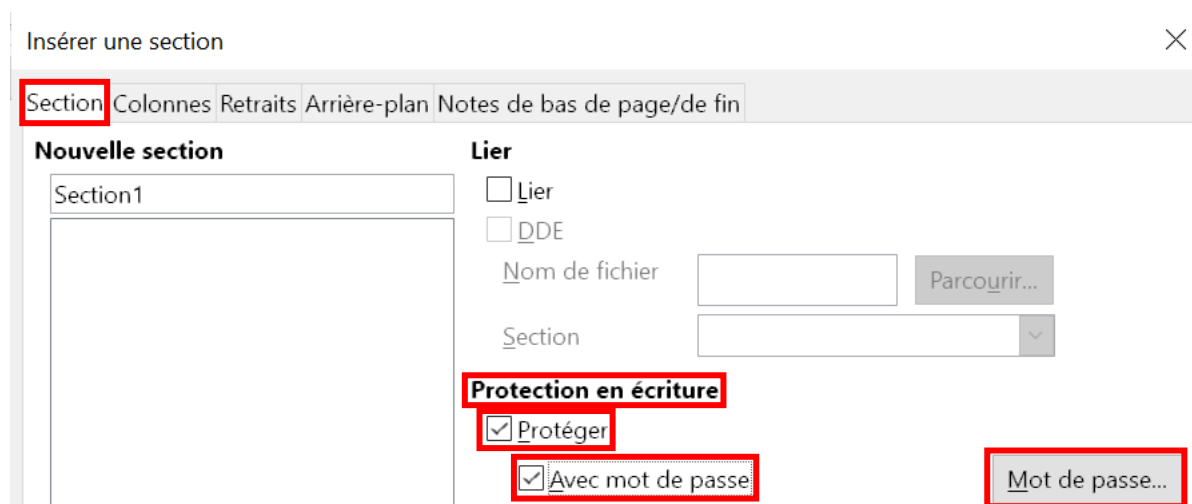 Insérer une section
Section Colonnes Retraits Arrière-plan Notes de bas de page/de fin
Nouvelle section
Section1
Lier
Lier
DDE
Nom de fichier
Parcourir...
Section
Protection en écriture
Protéger
Avec mot de passe
Mot de passe...